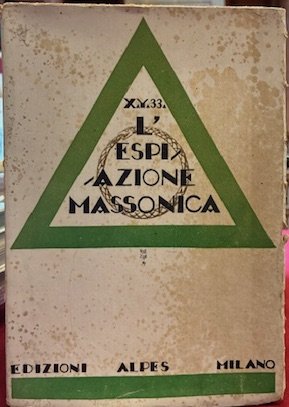 X.Y.33.
L'
ESPI/
/AZIONE
MASSONICA
EDIZIONI ALPES MILANO